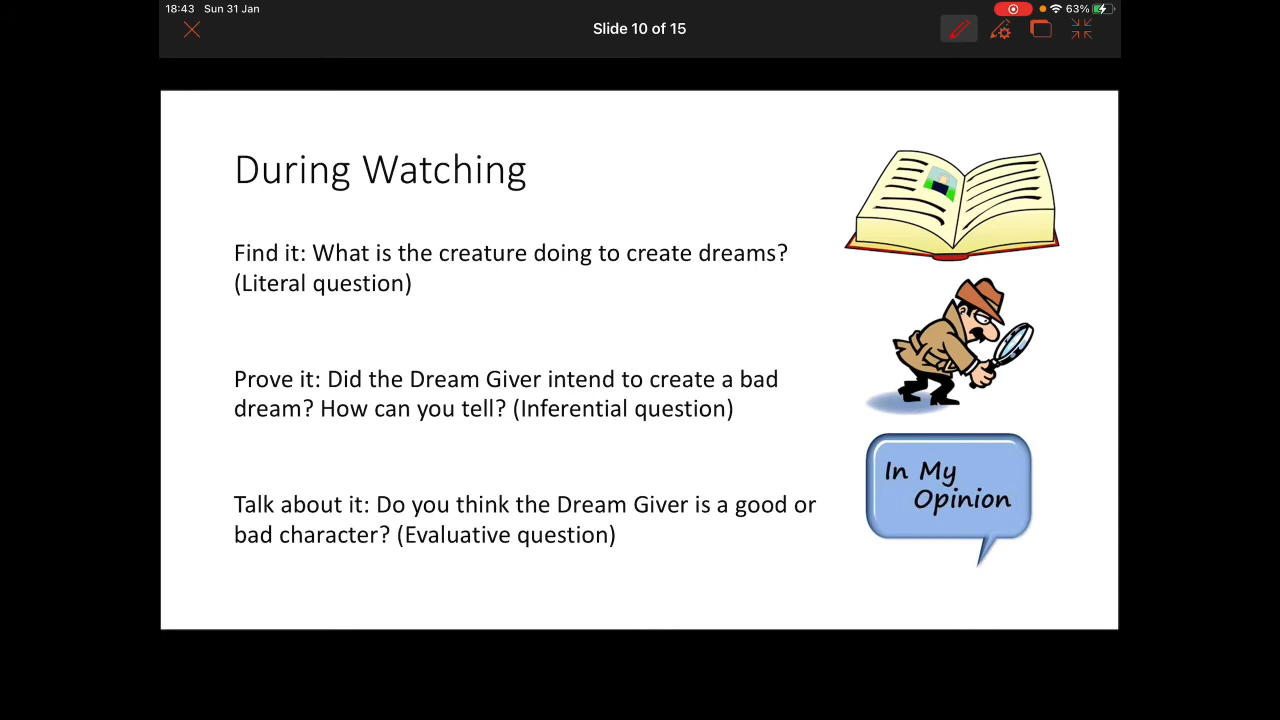 18:43 Sun 31 Jan
63%
Slide 10 of 15
During Watching
Find it: What is the creature doing to create dreams?
(Literal question)
Prove it: Did the Dream Giver intend to create a bad
dream? How can you tell? (Inferential question)
In My
Opinion
Talk about it: Do you think the Dream Giver is a good or
bad character? (Evaluative question)